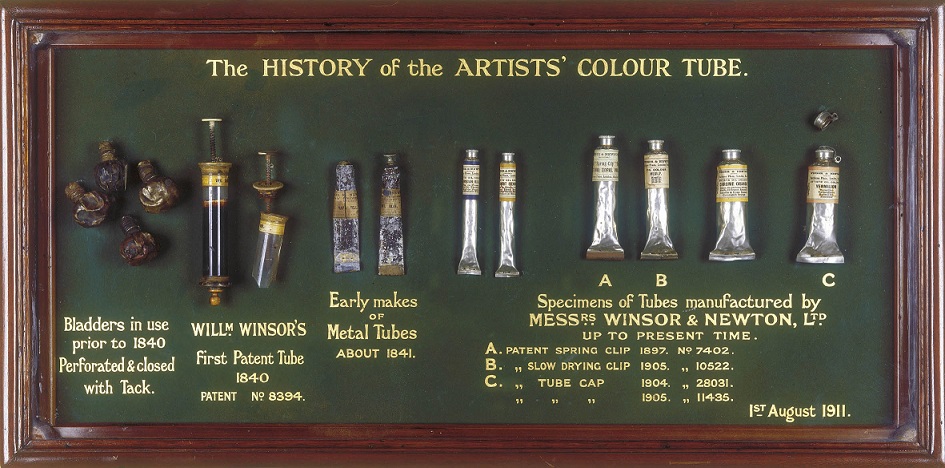 The HISTORY of the ARTISTS' COLOUR TUBE.
Bladders in use
prior to 1840
Perforated & closed
with Tack.
WILLM WINSOR'S
First Patent Tube
1840
PATENT No 8394.
Early makes
OF
Metal Tubes
ABOUT 1841.
A B C
Specimens of Tubes manufactured by
MESSRS WINSOR & NEWTON, LTD
UP TO PRESENT TIME.
A. PATENT SPRING CLIP 1897. No 7402.
B. „ SLOW DRYING CLIP 1905. „ 10522.
C. „ TUBE CAP 1904. „ 28031.
„ „ „ 1905. „ 11435.
1ST August 1911.